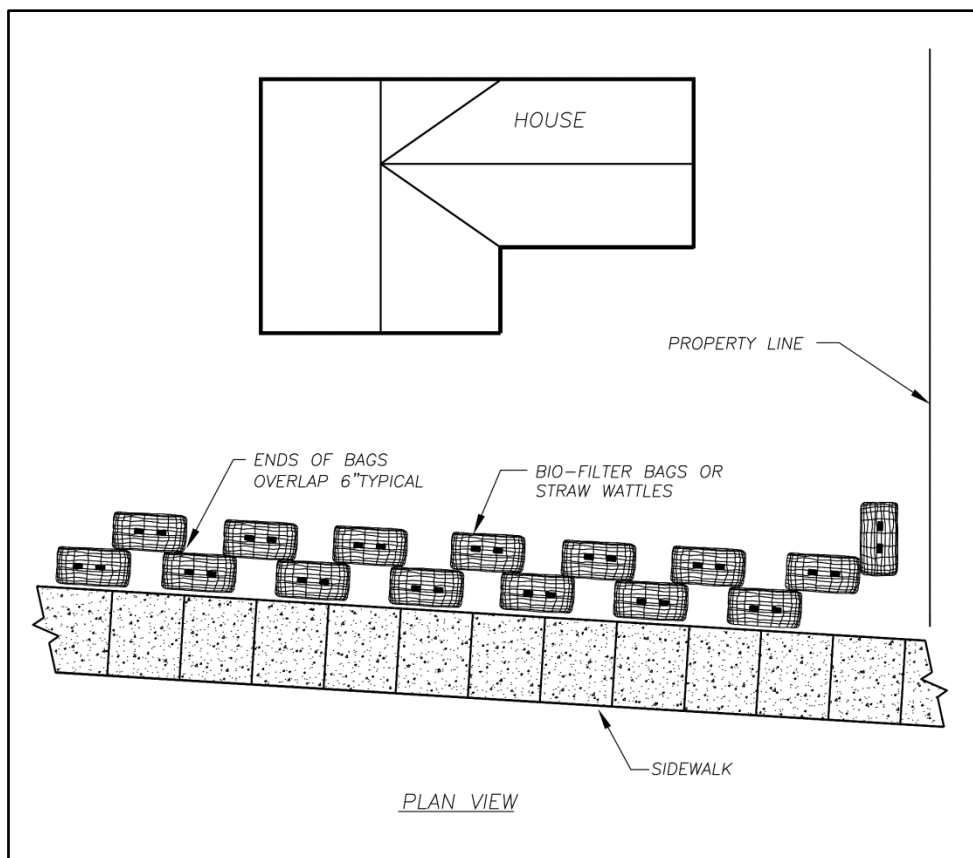 HOUSE
PROPERTY LINE
ENDS OF BAGS
OVERLAP 6"TYPICAL
BIO-FILTER BAGS OR
STRAW WATTLES
SIDEWALK
PLAN VIEW